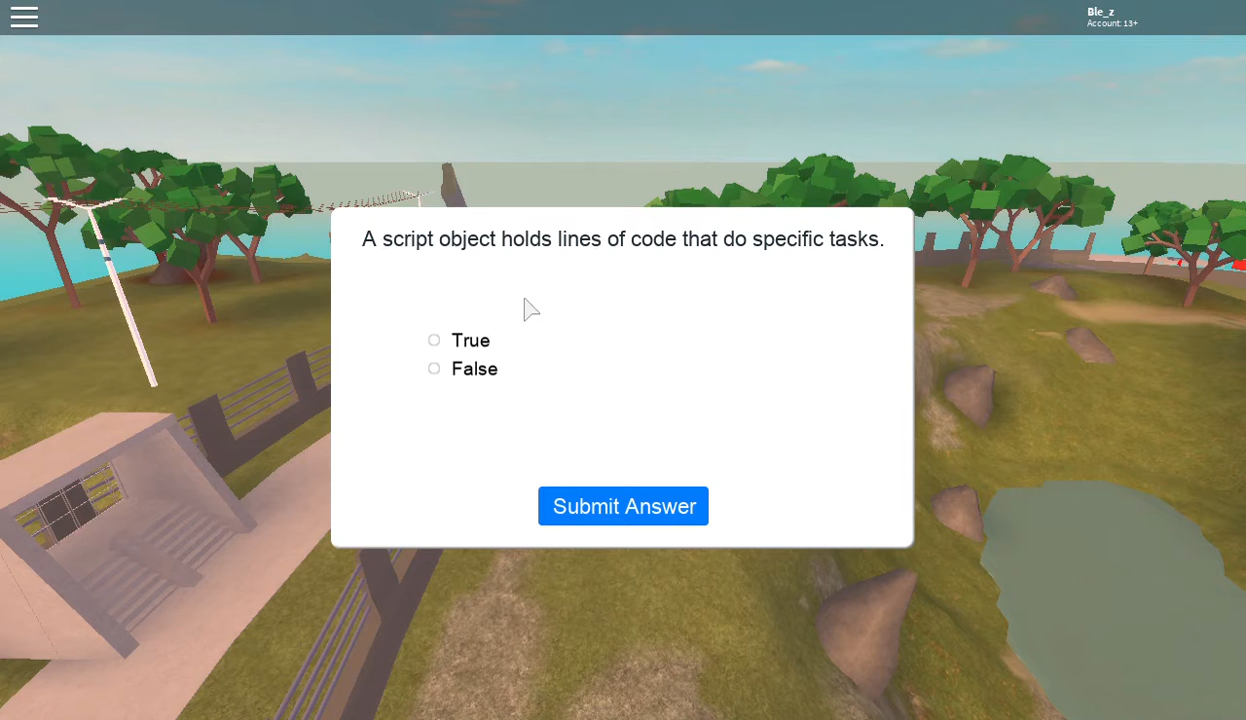 Ble_z
Account: 13+
A script object holds lines of code that do specific tasks.
True
False
Submit Answer